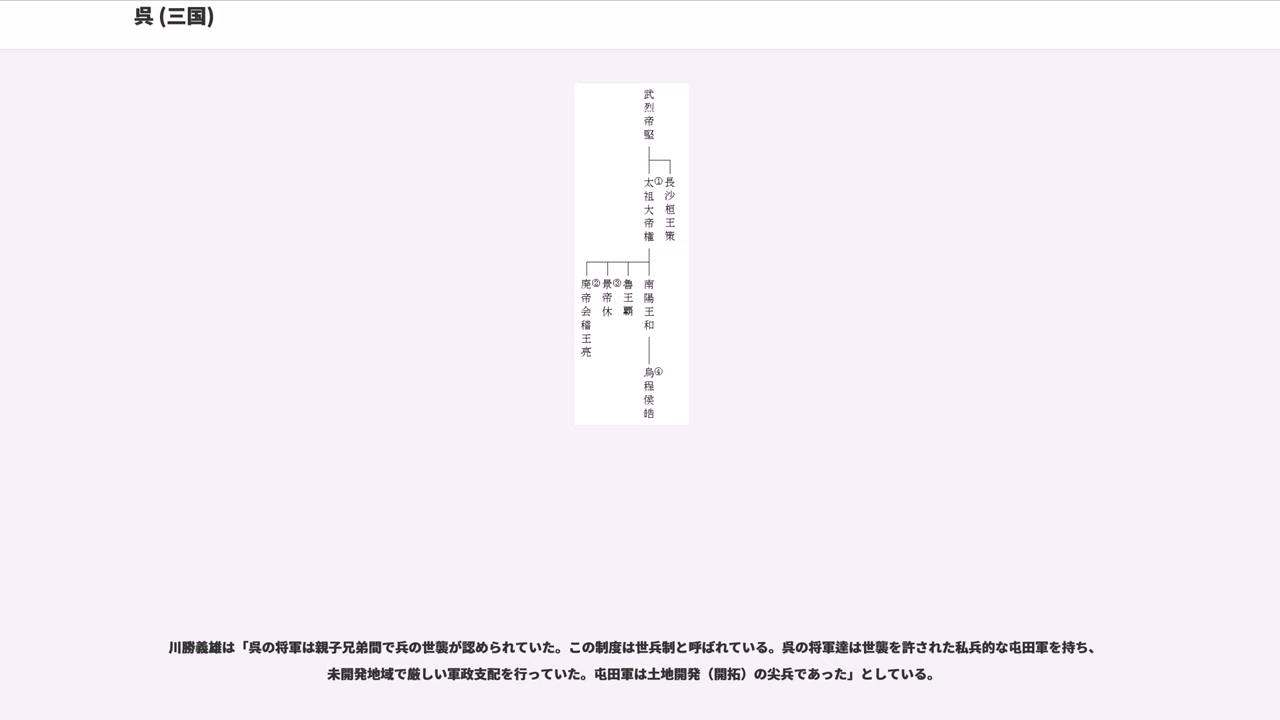 呉 (三国)
武烈帝堅
長沙桓王策
①
太祖大帝権
南陽王和
魯王覇
③
景帝休
②
廃帝会稽王亮
④
烏程侯皓
川勝義雄は「呉の将軍は親子兄弟間で兵の世襲が認められていた。この制度は世兵制と呼ばれている。呉の将軍達は世襲を許された私兵的な屯田軍を持ち、
未開発地域で厳しい軍政支配を行っていた。屯田軍は土地開発（開拓）の尖兵であった」としている。